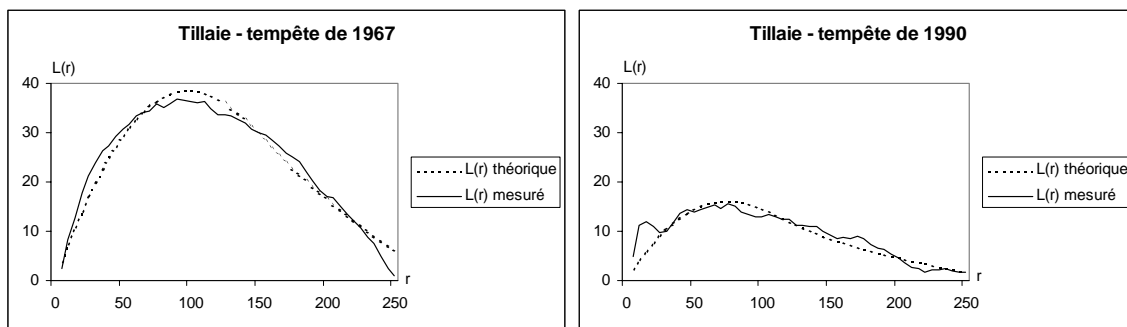 Tillaie - tempête de 1967
L(r)
40
30
20
10
0
0 50 100 150 200 250
r
L(r) théorique
L(r) mesuré
Tillaie - tempête de 1990
L(r)
40
30
20
10
0
0 50 100 150 200 250
r
L(r) théorique
L(r) mesuré